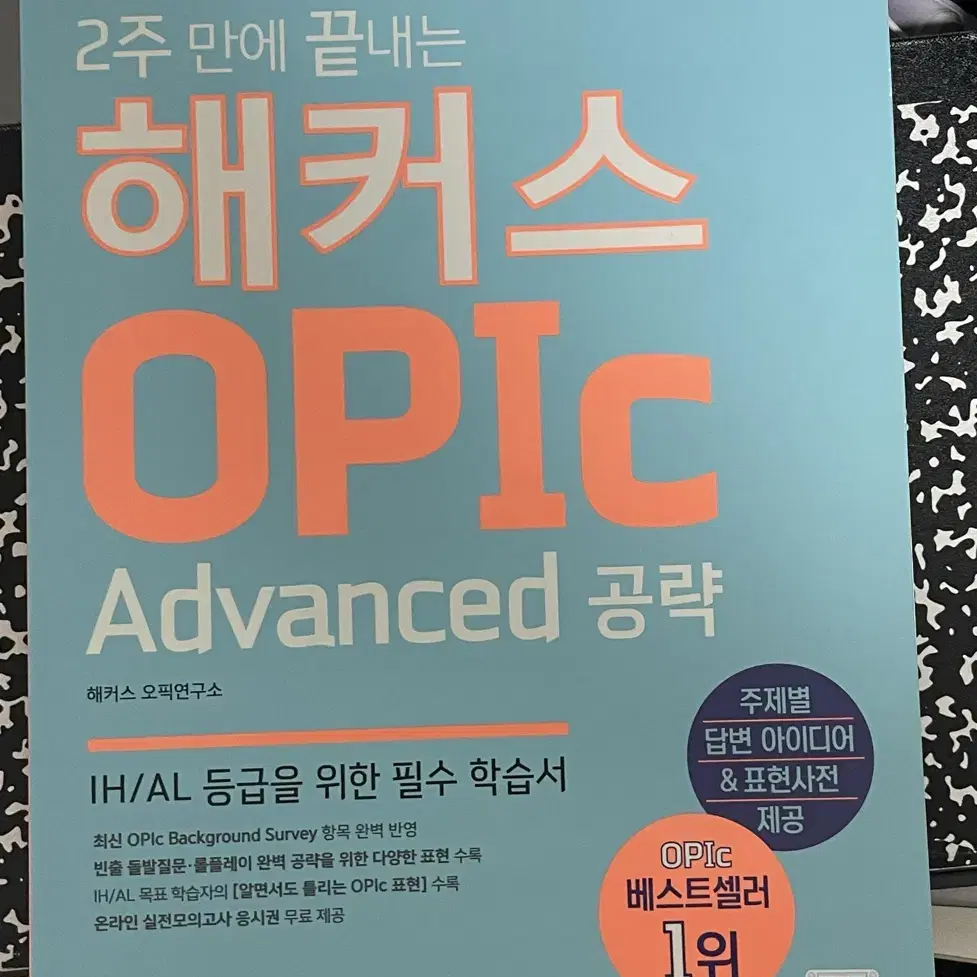 2주 만에 끝내는
해커스
OPIc
Advanced 공략
해커스 오픽연구소
IH/AL 등급을 위한 필수 학습서
최신 OPIc Background Survey 항목 완벽 반영
빈출 돌발질문·롤플레이 완벽 공략을 위한 다양한 표현 수록
IH/AL 목표 학습자의 [알면서도 틀리는 OPIc 표현] 수록
온라인 실전모의고사 응시권 무료 제공
주제별
답변 아이디어
& 표현사전
제공
OPIc
베스트셀러
1위